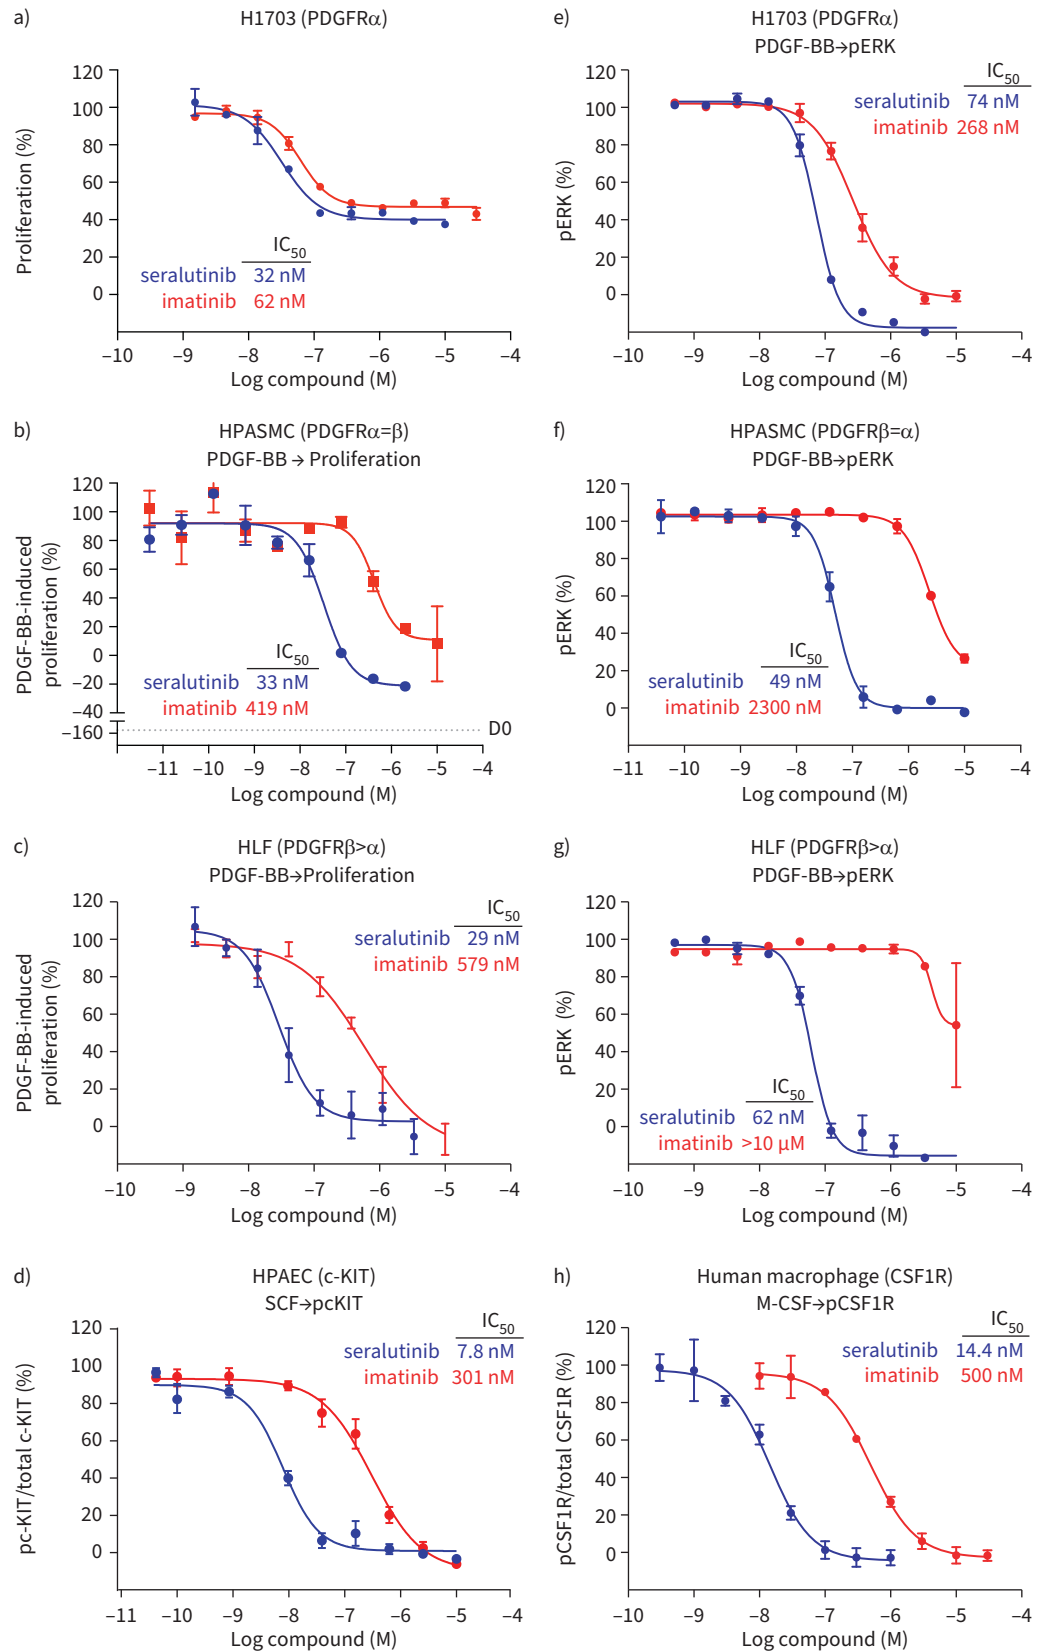 a)
H1703 (PDGFRα)
Proliferation (%)
120
100
80
60
40
20
0
IC50
seralutinib 32 nM
imatinib 62 nM
–10 –9 –8 –7 –6 –5 –4
Log compound (M)
b)
HPASMC (PDGFRα=β)
PDGF-BB → Proliferation
PDGF-BB-induced
proliferation (%)
120
100
80
60
40
20
0
–20
–40
–160
IC50
seralutinib 33 nM
imatinib 419 nM
D0
–11 –10 –9 –8 –7 –6 –5 –4
Log compound (M)
c)
HLF (PDGFRβ>α)
PDGF-BB→Proliferation
PDGF-BB-induced
proliferation (%)
120
100
80
60
40
20
0
IC50
seralutinib 29 nM
imatinib 579 nM
–10 –9 –8 –7 –6 –5 –4
Log compound (M)
d)
HPAEC (c-KIT)
SCF→pcKIT
pc-KIT/total c-KIT (%)
120
100
80
60
40
20
0
IC50
seralutinib 7.8 nM
imatinib 301 nM
–11 –10 –9 –8 –7 –6 –5 –4
Log compound (M)
e)
H1703 (PDGFRα)
PDGF-BB→pERK
pERK (%)
120
100
80
60
40
20
0
IC50
seralutinib 74 nM
imatinib 268 nM
–10 –9 –8 –7 –6 –5 –4
Log compound (M)
f)
HPASMC (PDGFRβ=α)
PDGF-BB→pERK
pERK (%)
120
100
80
60
40
20
0
IC50
seralutinib 49 nM
imatinib 2300 nM
–11 –10 –9 –8 –7 –6 –5 –4
Log compound (M)
g)
HLF (PDGFRβ>α)
PDGF-BB→pERK
pERK (%)
120
100
80
60
40
20
0
IC50
seralutinib 62 nM
imatinib >10 µM
–10 –9 –8 –7 –6 –5 –4
Log compound (M)
h)
Human macrophage (CSF1R)
M-CSF→pCSF1R
pCSF1R/total CSF1R (%)
120
100
80
60
40
20
0
IC50
seralutinib 14.4 nM
imatinib 500 nM
–10 –9 –8 –7 –6 –5 –4
Log compound (M)